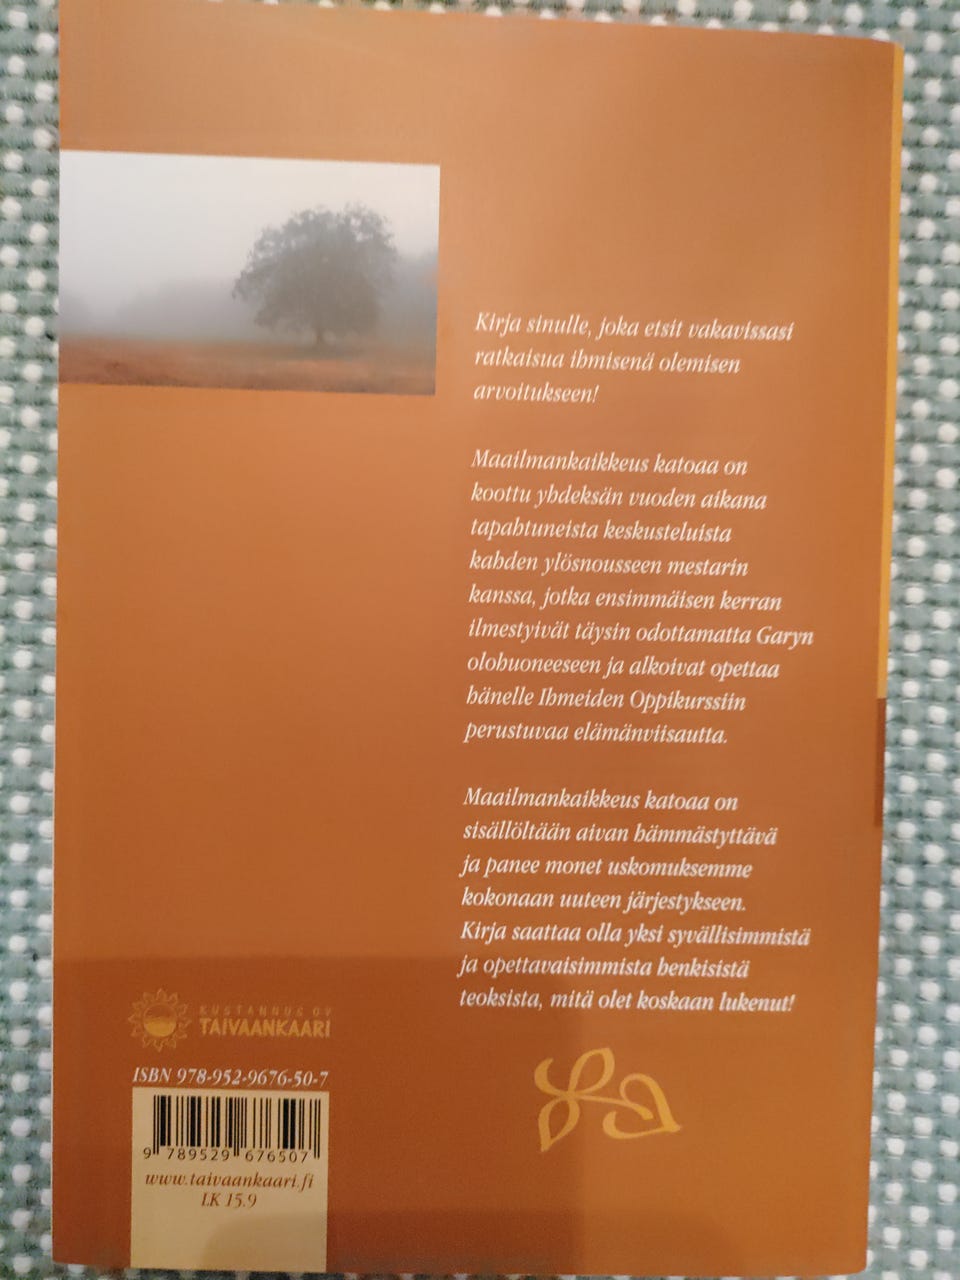 Kirja sinulle, joka etsit vakavissasi
ratkaisua ihmisenä olemisen
arvoitukseen!
Maailmankaikkeus katoaa on
koottu yhdeksän vuoden aikana
tapahtuneista keskusteluista
kahden ylösnousseen mestarin
kanssa, jotka ensimmäisen kerran
ilmestyivät täysin odottamatta Garyn
olohuoneeseen ja alkoivat opettaa
hänelle Ihmeiden Oppikurssiin
perustuvaa elämänviisautta.
Maailmankaikkeus katoaa on
sisällöltään aivan hämmästyttävä
ja panee monet uskomuksemme
kokonaan uuteen järjestykseen.
Kirja saattaa olla yksi syvällisimmistä
ja opettavaisimmista henkisistä
teoksista, mitä olet koskaan lukenut!
KUSTANNUS OY
TAIVAANKAARI
ISBN 978-952-9676-50-7
9 789529 676507
www.taivaankaari.fi
LK 15.9